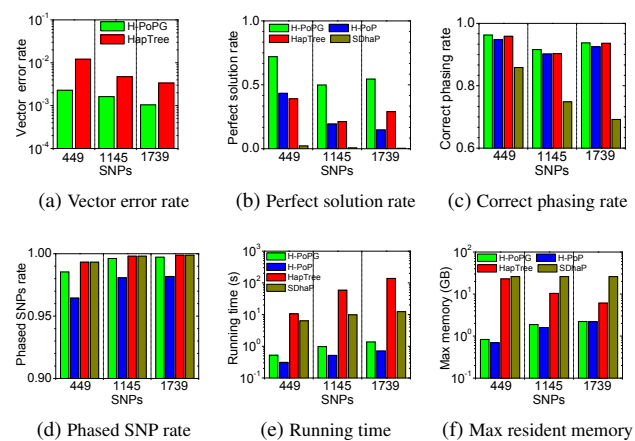 H-PoPG
HapTree
Vector error rate
10⁻¹
10⁻²
10⁻³
10⁻⁴
449 1145 1739
SNPs
(a) Vector error rate
H-PoPG H-PoP
HapTree SDhaP
Perfect solution rate
1.0
0.5
0.0
449 1145 1739
SNPs
(b) Perfect solution rate
H-PoPG H-PoP
HapTree SDhaP
Correct phasing rate
1.0
0.8
0.6
449 1145 1739
SNPs
(c) Correct phasing rate
Phased SNPs rate
1.00
0.95
0.90
449 1145 1739
SNPs
(d) Phased SNP rate
H-PoPG
H-PoP
HapTree
SDhaP
Running time (s)
10³
10²
10¹
10⁰
10⁻¹
449 1145 1739
SNPs
(e) Running time
H-PoPG H-PoP
HapTree SDhaP
Max memory (GB)
10²
10¹
10⁰
10⁻¹
449 1145 1739
SNPs
(f) Max resident memory